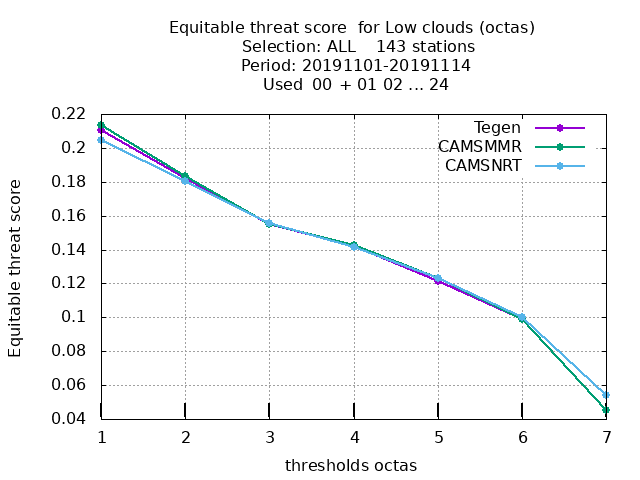 Equitable threat score  for Low clouds (octas)
Selection: ALL    143 stations
Period: 20191101-20191114
Used  00 + 01 02 ... 24
0.22
0.2
0.18
0.16
0.14
0.12
0.1
0.08
0.06
0.04
Equitable threat score
Tegen
CAMSMMR
CAMSNRT
1 2 3 4 5 6 7
thresholds octas